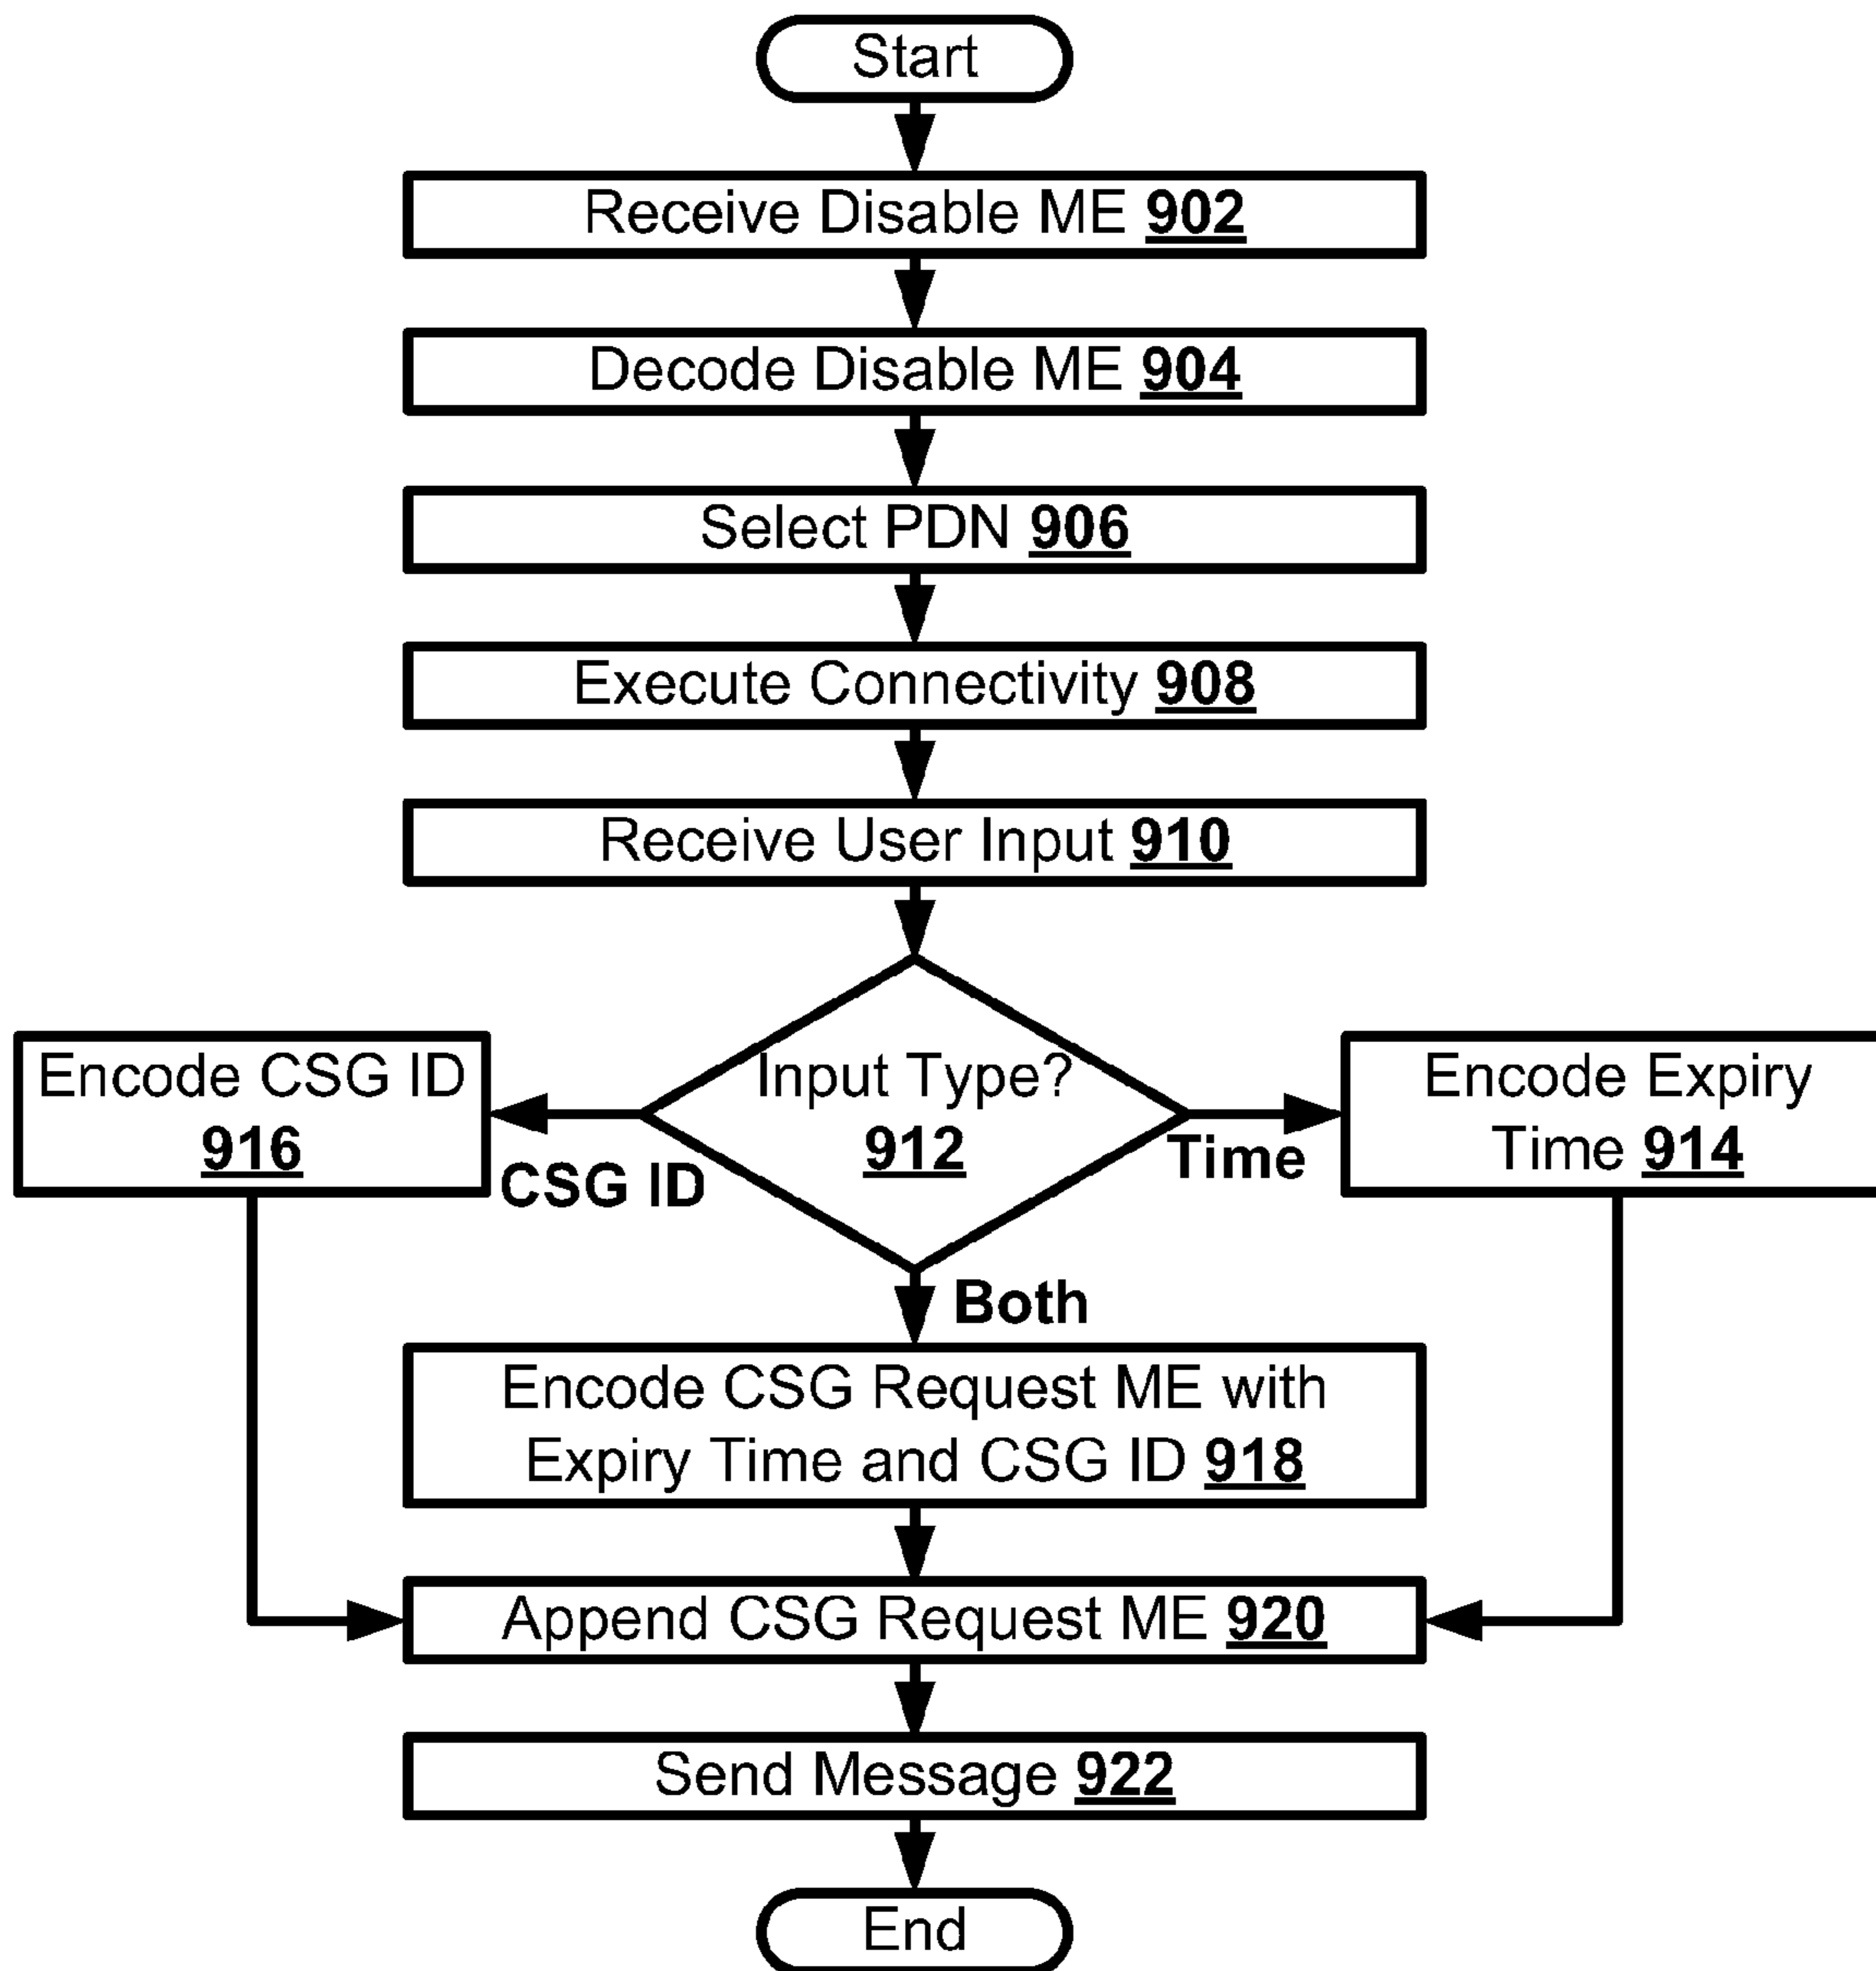 Start
Receive Disable ME 902
Decode Disable ME 904
Select PDN 906
Execute Connectivity 908
Receive User Input 910
Input Type?
912
Encode CSG ID
916
CSG ID
Time
Encode Expiry
Time 914
Both
Encode CSG Request ME with
Expiry Time and CSG ID 918
Append CSG Request ME 920
Send Message 922
End